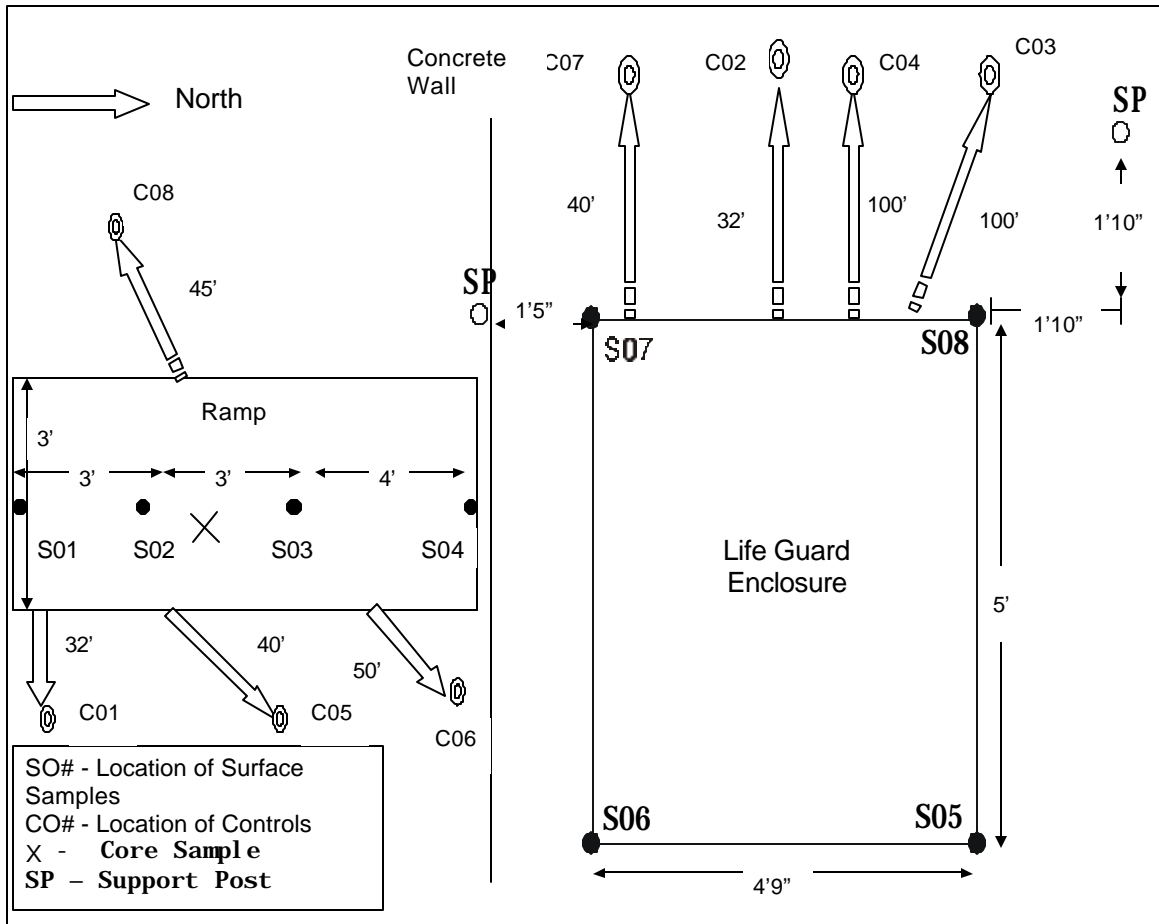 Concrete
Wall
C07
C02
C04
C03
North
SP
C08
40’
32’
100’
100’
1’10”
45’
SP
1’5”
1’10”
S07
S08
Ramp
3’
3’
3’
4’
S01
S02
S03
S04
Life Guard
Enclosure
5’
32’
40’
50’
C01
C05
C06
SO# - Location of Surface
Samples
CO# - Location of Controls
X - Core Sample
SP – Support Post
S06
S05
4’9”